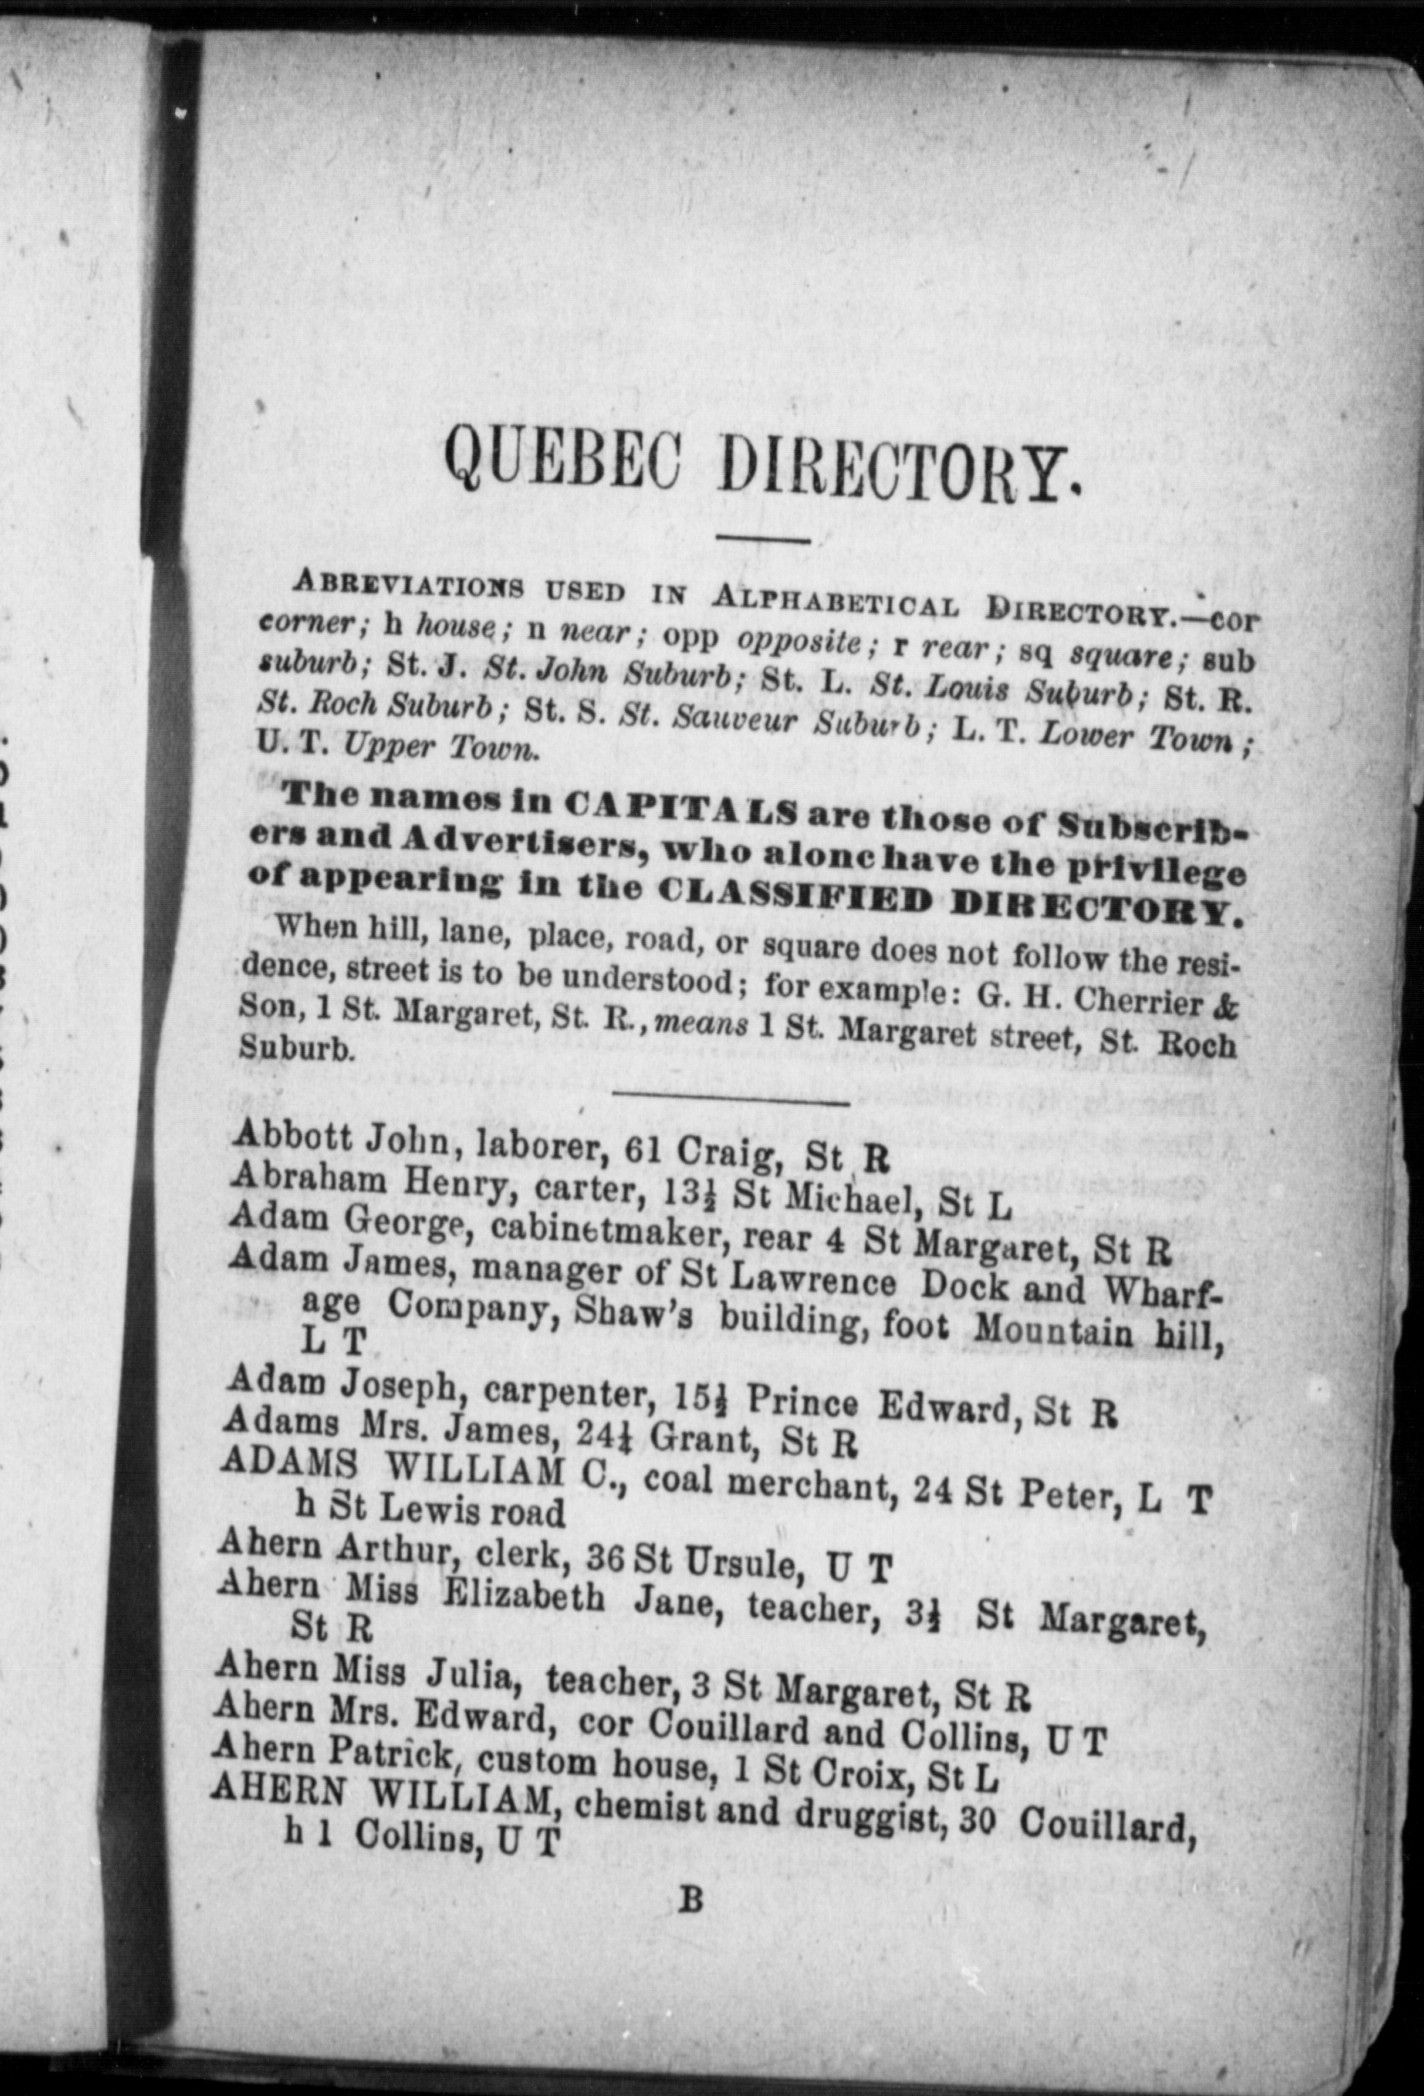 QUEBEC DIRECTORY.
ABREVIATIONS USED IN ALPHABETICAL DIRECTORY.—cor
corner; h house; n near; opp opposite; r rear; sq square; sub
suburb; St. J. St. John Suburb; St. L. St. Louis Suburb; St. R.
St. Roch Suburb; St. S. St. Sauveur Suburb; L. T. Lower Town;
U. T. Upper Town.
The names in CAPITALS are those of Subscrib-
ers and Advertisers, who alone have the privilege
of appearing in the CLASSIFIED DIRECTORY.
When hill, lane, place, road, or square does not follow the resi-
dence, street is to be understood; for example: G. H. Cherrier &
Son, 1 St. Margaret, St. R., means 1 St. Margaret street, St. Roch
Suburb.
Abbott John, laborer, 61 Craig, St R
Abraham Henry, carter, 13½ St Michael, St L
Adam George, cabinetmaker, rear 4 St Margaret, St R
Adam James, manager of St Lawrence Dock and Wharf-
age Company, Shaw's building, foot Mountain hill,
L T
Adam Joseph, carpenter, 15½ Prince Edward, St R
Adams Mrs. James, 24½ Grant, St R
ADAMS WILLIAM C., coal merchant, 24 St Peter, L T
h St Lewis road
Ahern Arthur, clerk, 36 St Ursule, U T
Ahern Miss Elizabeth Jane, teacher, 3½ St Margaret,
St R
Ahern Miss Julia, teacher, 3 St Margaret, St R
Ahern Mrs. Edward, cor Couillard and Collins, U T
Ahern Patrick, custom house, 1 St Croix, St L
AHERN WILLIAM, chemist and druggist, 30 Couillard,
h 1 Collins, U T
B